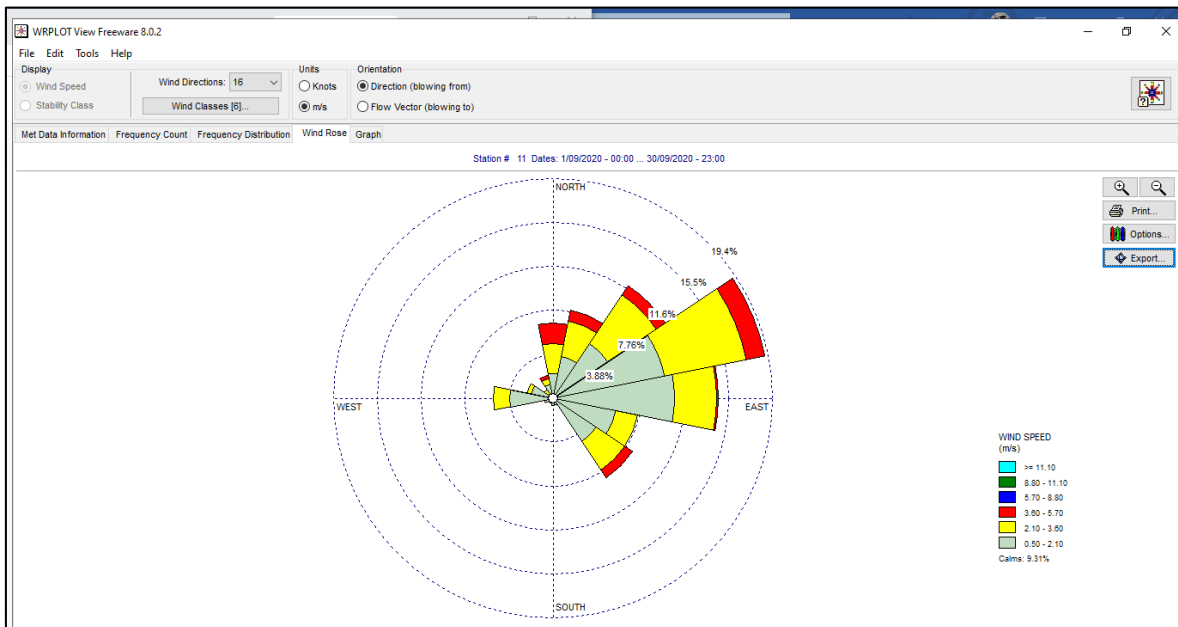 WRPLOT View Freeware 8.0.2
File Edit Tools Help
Display
Wind Speed
Stability Class
Wind Directions: 16
Wind Classes [6]...
Units
Knots
m/s
Orientation
Direction (blowing from)
Flow Vector (blowing to)
?
Met Data Information Frequency Count Frequency Distribution Wind Rose Graph
Station # 11 Dates: 1/09/2020 - 00:00 ... 30/09/2020 - 23:00
Print...
Options...
Export...
NORTH
19.4%
15.5%
11.6%
7.76%
3.88%
WEST
EAST
SOUTH
WIND SPEED
(m/s)
>= 11.10
8.80 - 11.10
5.70 - 8.80
3.60 - 5.70
2.10 - 3.60
0.50 - 2.10
Calms: 9.31%